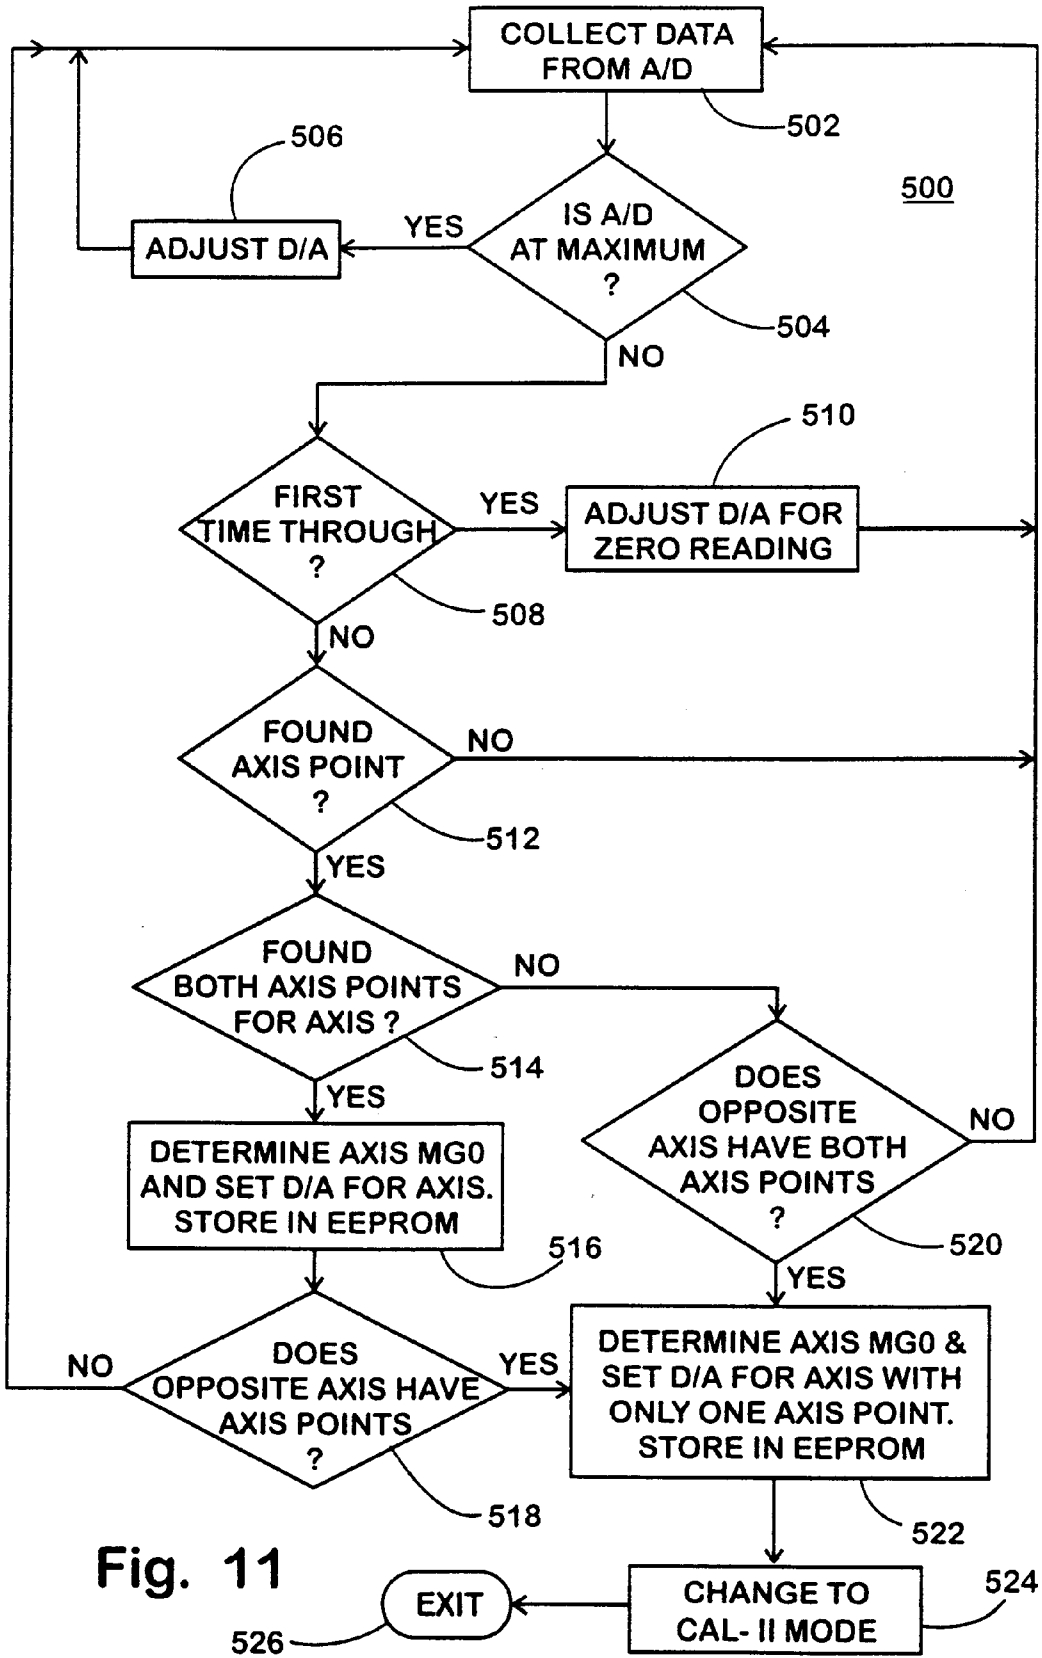 COLLECT DATA
FROM A/D
502
506
500
IS A/D
AT MAXIMUM
?
YES
ADJUST D/A
504
NO
510
FIRST
TIME THROUGH
?
YES
ADJUST D/A FOR
ZERO READING
508
NO
FOUND
AXIS POINT
?
NO
512
YES
FOUND
BOTH AXIS POINTS
FOR AXIS ?
NO
514
YES
DOES
OPPOSITE
AXIS HAVE BOTH
AXIS POINTS
?
NO
520
YES
DETERMINE AXIS MG0
AND SET D/A FOR AXIS.
STORE IN EEPROM
516
DOES
OPPOSITE AXIS HAVE
AXIS POINTS
?
NO
YES
518
DETERMINE AXIS MG0 &
SET D/A FOR AXIS WITH
ONLY ONE AXIS POINT.
STORE IN EEPROM
522
CHANGE TO
CAL- II MODE
524
EXIT
526
Fig. 11